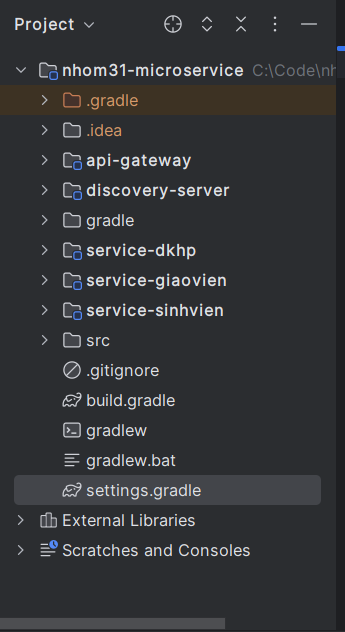 Project
nhom31-microservice C:\Code\nh
.gradle
.idea
api-gateway
discovery-server
gradle
service-dkhp
service-giaovien
service-sinhvien
src
.gitignore
build.gradle
gradlew
gradlew.bat
settings.gradle
External Libraries
Scratches and Consoles